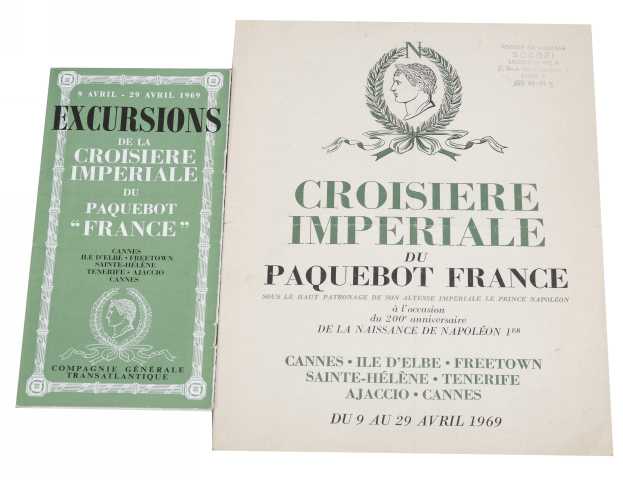 9 AVRIL - 29 AVRIL 1969
EXCURSIONS
DE LA
CROISIERE
IMPERIALE
DU
PAQUEBOT
“FRANCE”
CANNES
ILE D'ELBE • FREETOWN
SAINTE-HÉLÈNE
TENERIFE • AJACCIO
CANNES
COMPAGNIE GÉNÉRALE
TRANSATLANTIQUE
N
CROISIERE
IMPERIALE
DU
PAQUEBOT FRANCE
SOUS LE HAUT PATRONAGE DE SON ALTESSE IMPERIALE LE PRINCE NAPOLÉON
à l'occasion
du 200e anniversaire
DE LA NAISSANCE DE NAPOLÉON 1ER
CANNES • ILE D'ELBE • FREETOWN
SAINTE-HÉLÈNE • TENERIFE
AJACCIO • CANNES
DU 9 AU 29 AVRIL 1969